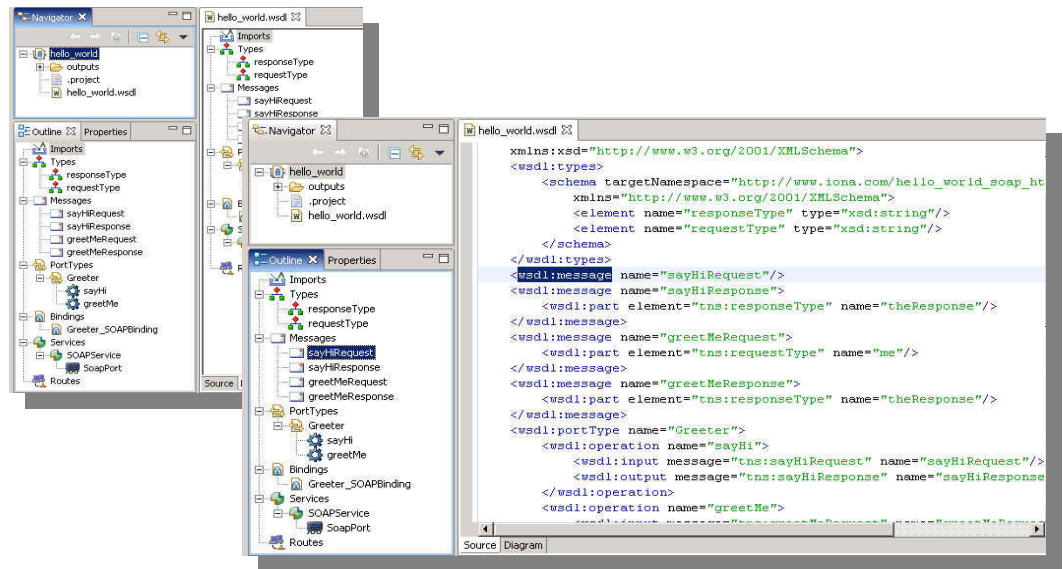 Navigator
hello_world
outputs
.project
hello_world.wsdl
Outline Properties
Imports
Types
responseType
requestType
Messages
sayHiRequest
sayHiResponse
greetMeRequest
greetMeResponse
PortTypes
Greeter
sayHi
greetMe
Bindings
Greeter_SOAPBinding
Services
SOAPService
SoapPort
Routes
hello_world.wsdl
Imports
Types
responseType
requestType
Messages
sayHiRequest
sayHiResponse
Source
Navigator
hello_world
outputs
.project
hello_world.wsdl
Outline Properties
Imports
Types
responseType
requestType
Messages
sayHiRequest
sayHiResponse
greetMeRequest
greetMeResponse
PortTypes
Greeter
sayHi
greetMe
Bindings
Greeter_SOAPBinding
Services
SOAPService
SoapPort
Routes
hello_world.wsdl
xmlns:xsd="http://www.w3.org/2001/XMLSchema">
<wsdl:types>
<schema targetNamespace="http://www.iona.com/hello_world_soap_ht
xmlns="http://www.w3.org/2001/XMLSchema">
<element name="responseType" type="xsd:string"/>
<element name="requestType" type="xsd:string"/>
</schema>
</wsdl:types>
<wsdl:message name="sayHiRequest"/>
<wsdl:message name="sayHiResponse">
<wsdl:part element="tns:responseType" name="theResponse"/>
</wsdl:message>
<wsdl:message name="greetMeRequest">
<wsdl:part element="tns:requestType" name="me"/>
</wsdl:message>
<wsdl:message name="greetMeResponse">
<wsdl:part element="tns:responseType" name="theResponse"/>
</wsdl:message>
<wsdl:portType name="Greeter">
<wsdl:operation name="sayHi">
<wsdl:input message="tns:sayHiRequest" name="sayHiRequest"/>
<wsdl:output message="tns:sayHiResponse" name="sayHiResponse
</wsdl:operation>
<wsdl:operation name="greetMe">
Source Diagram